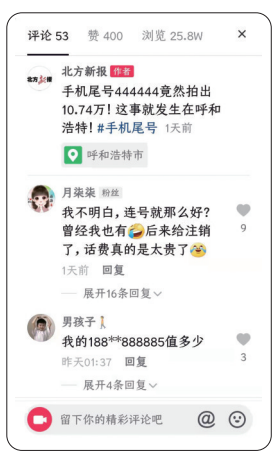 评论 53 赞 400 浏览 25.8W ×
北方新报
北方新报 作者
手机尾号444444竟然拍出
10.74万!这事就发生在呼和
浩特!#手机尾号 1天前
呼和浩特市
月柒柒 粉丝
我不明白,连号就那么好?
曾经我也有🤣后来给注销
了,话费真的是太贵了😂
9
1天前 回复
展开16条回复
男孩子🚶
我的188**888885值多少
昨天01:37 回复
3
展开4条回复
留下你的精彩评论吧 @